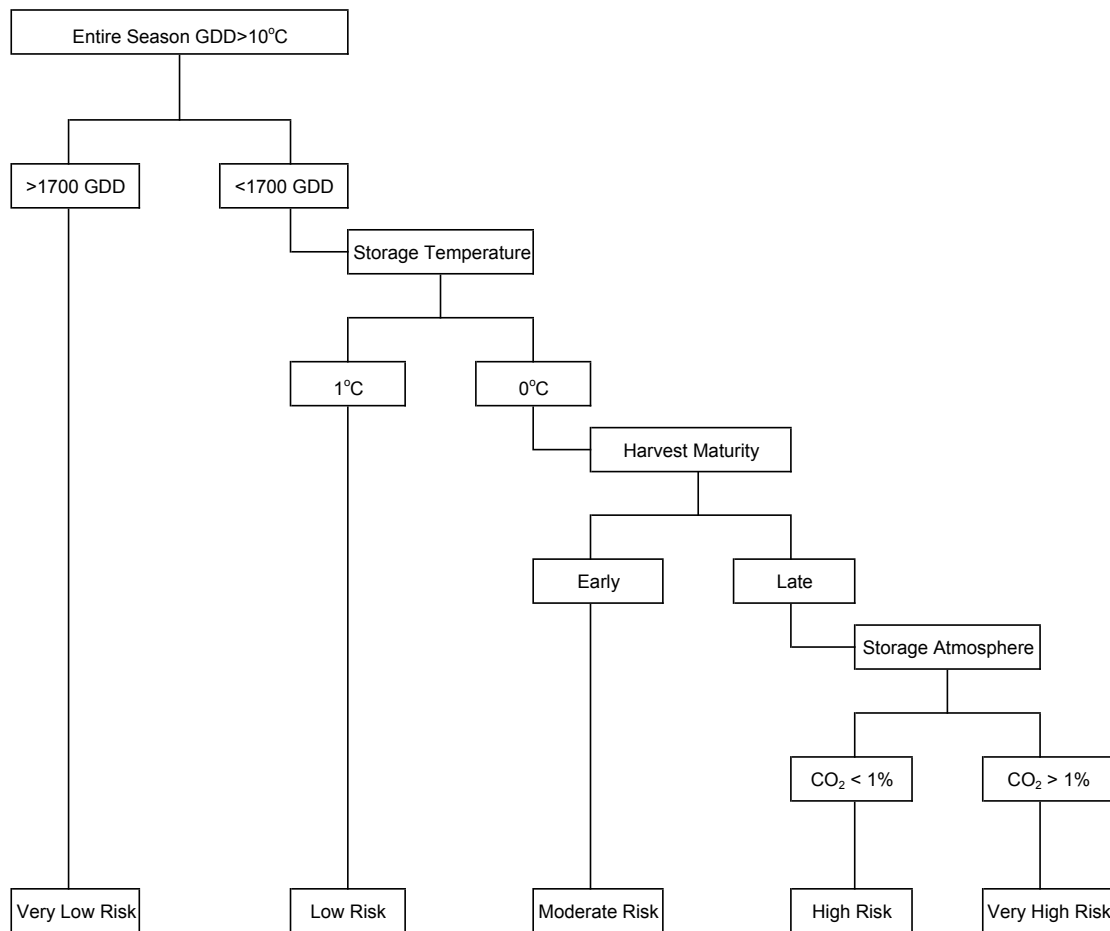 Entire Season GDD>10°C
>1700 GDD
<1700 GDD
Storage Temperature
1°C
0°C
Harvest Maturity
Early
Late
Storage Atmosphere
CO₂ < 1%
CO₂ > 1%
Very Low Risk
Low Risk
Moderate Risk
High Risk
Very High Risk